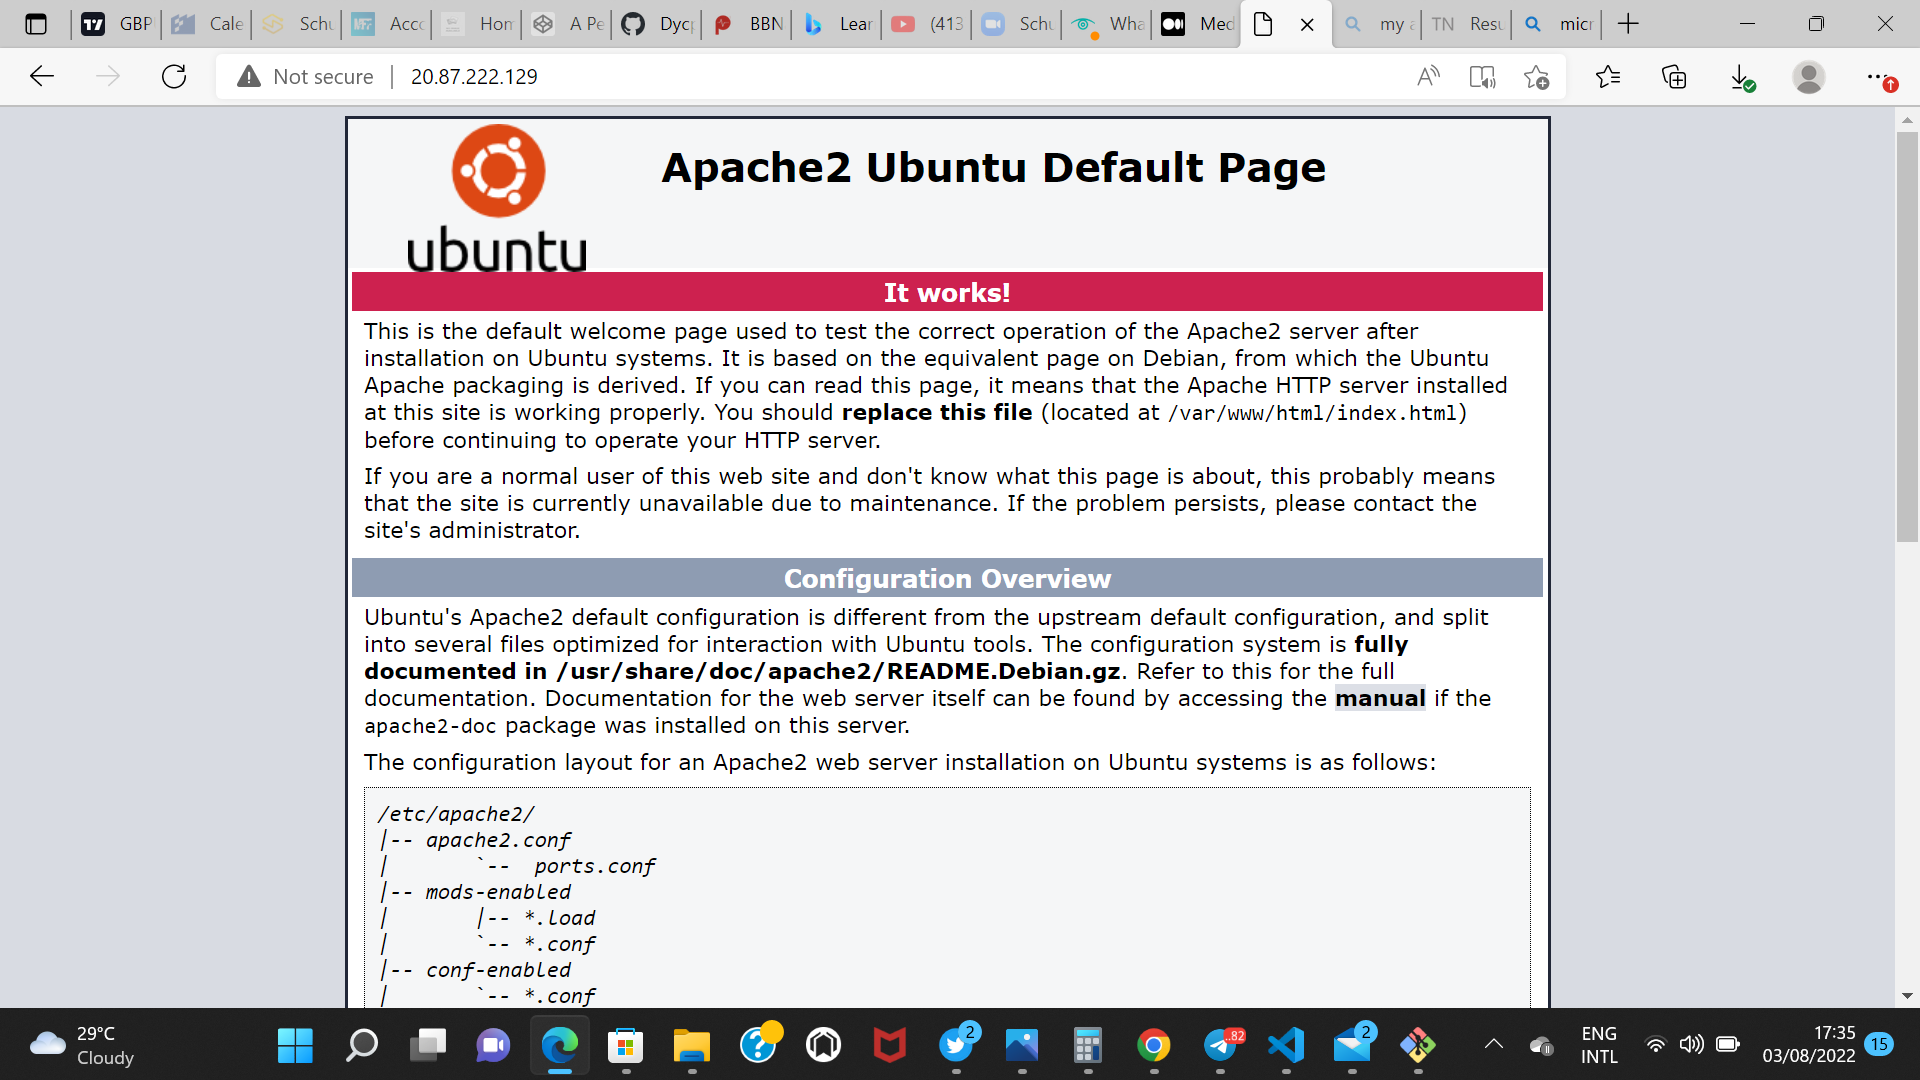 GBP
Cale
Schu
Acco
Hom
A Pe
Dycp
BBN
Lear
(413
Schu
Wha
Med
my a
TN Resu
micr
Not secure 20.87.222.129
ubuntu
Apache2 Ubuntu Default Page
It works!
This is the default welcome page used to test the correct operation of the Apache2 server after
installation on Ubuntu systems. It is based on the equivalent page on Debian, from which the Ubuntu
Apache packaging is derived. If you can read this page, it means that the Apache HTTP server installed
at this site is working properly. You should replace this file (located at /var/www/html/index.html)
before continuing to operate your HTTP server.
If you are a normal user of this web site and don't know what this page is about, this probably means
that the site is currently unavailable due to maintenance. If the problem persists, please contact the
site's administrator.
Configuration Overview
Ubuntu's Apache2 default configuration is different from the upstream default configuration, and split
into several files optimized for interaction with Ubuntu tools. The configuration system is fully
documented in /usr/share/doc/apache2/README.Debian.gz. Refer to this for the full
documentation. Documentation for the web server itself can be found by accessing the manual if the
apache2-doc package was installed on this server.
The configuration layout for an Apache2 web server installation on Ubuntu systems is as follows:
/etc/apache2/
|-- apache2.conf
|       `--  ports.conf
|-- mods-enabled
|       |-- *.load
|       `-- *.conf
|-- conf-enabled
|       `-- *.conf
29°C
Cloudy
2
..82
2
ENG
INTL
17:35
03/08/2022
15